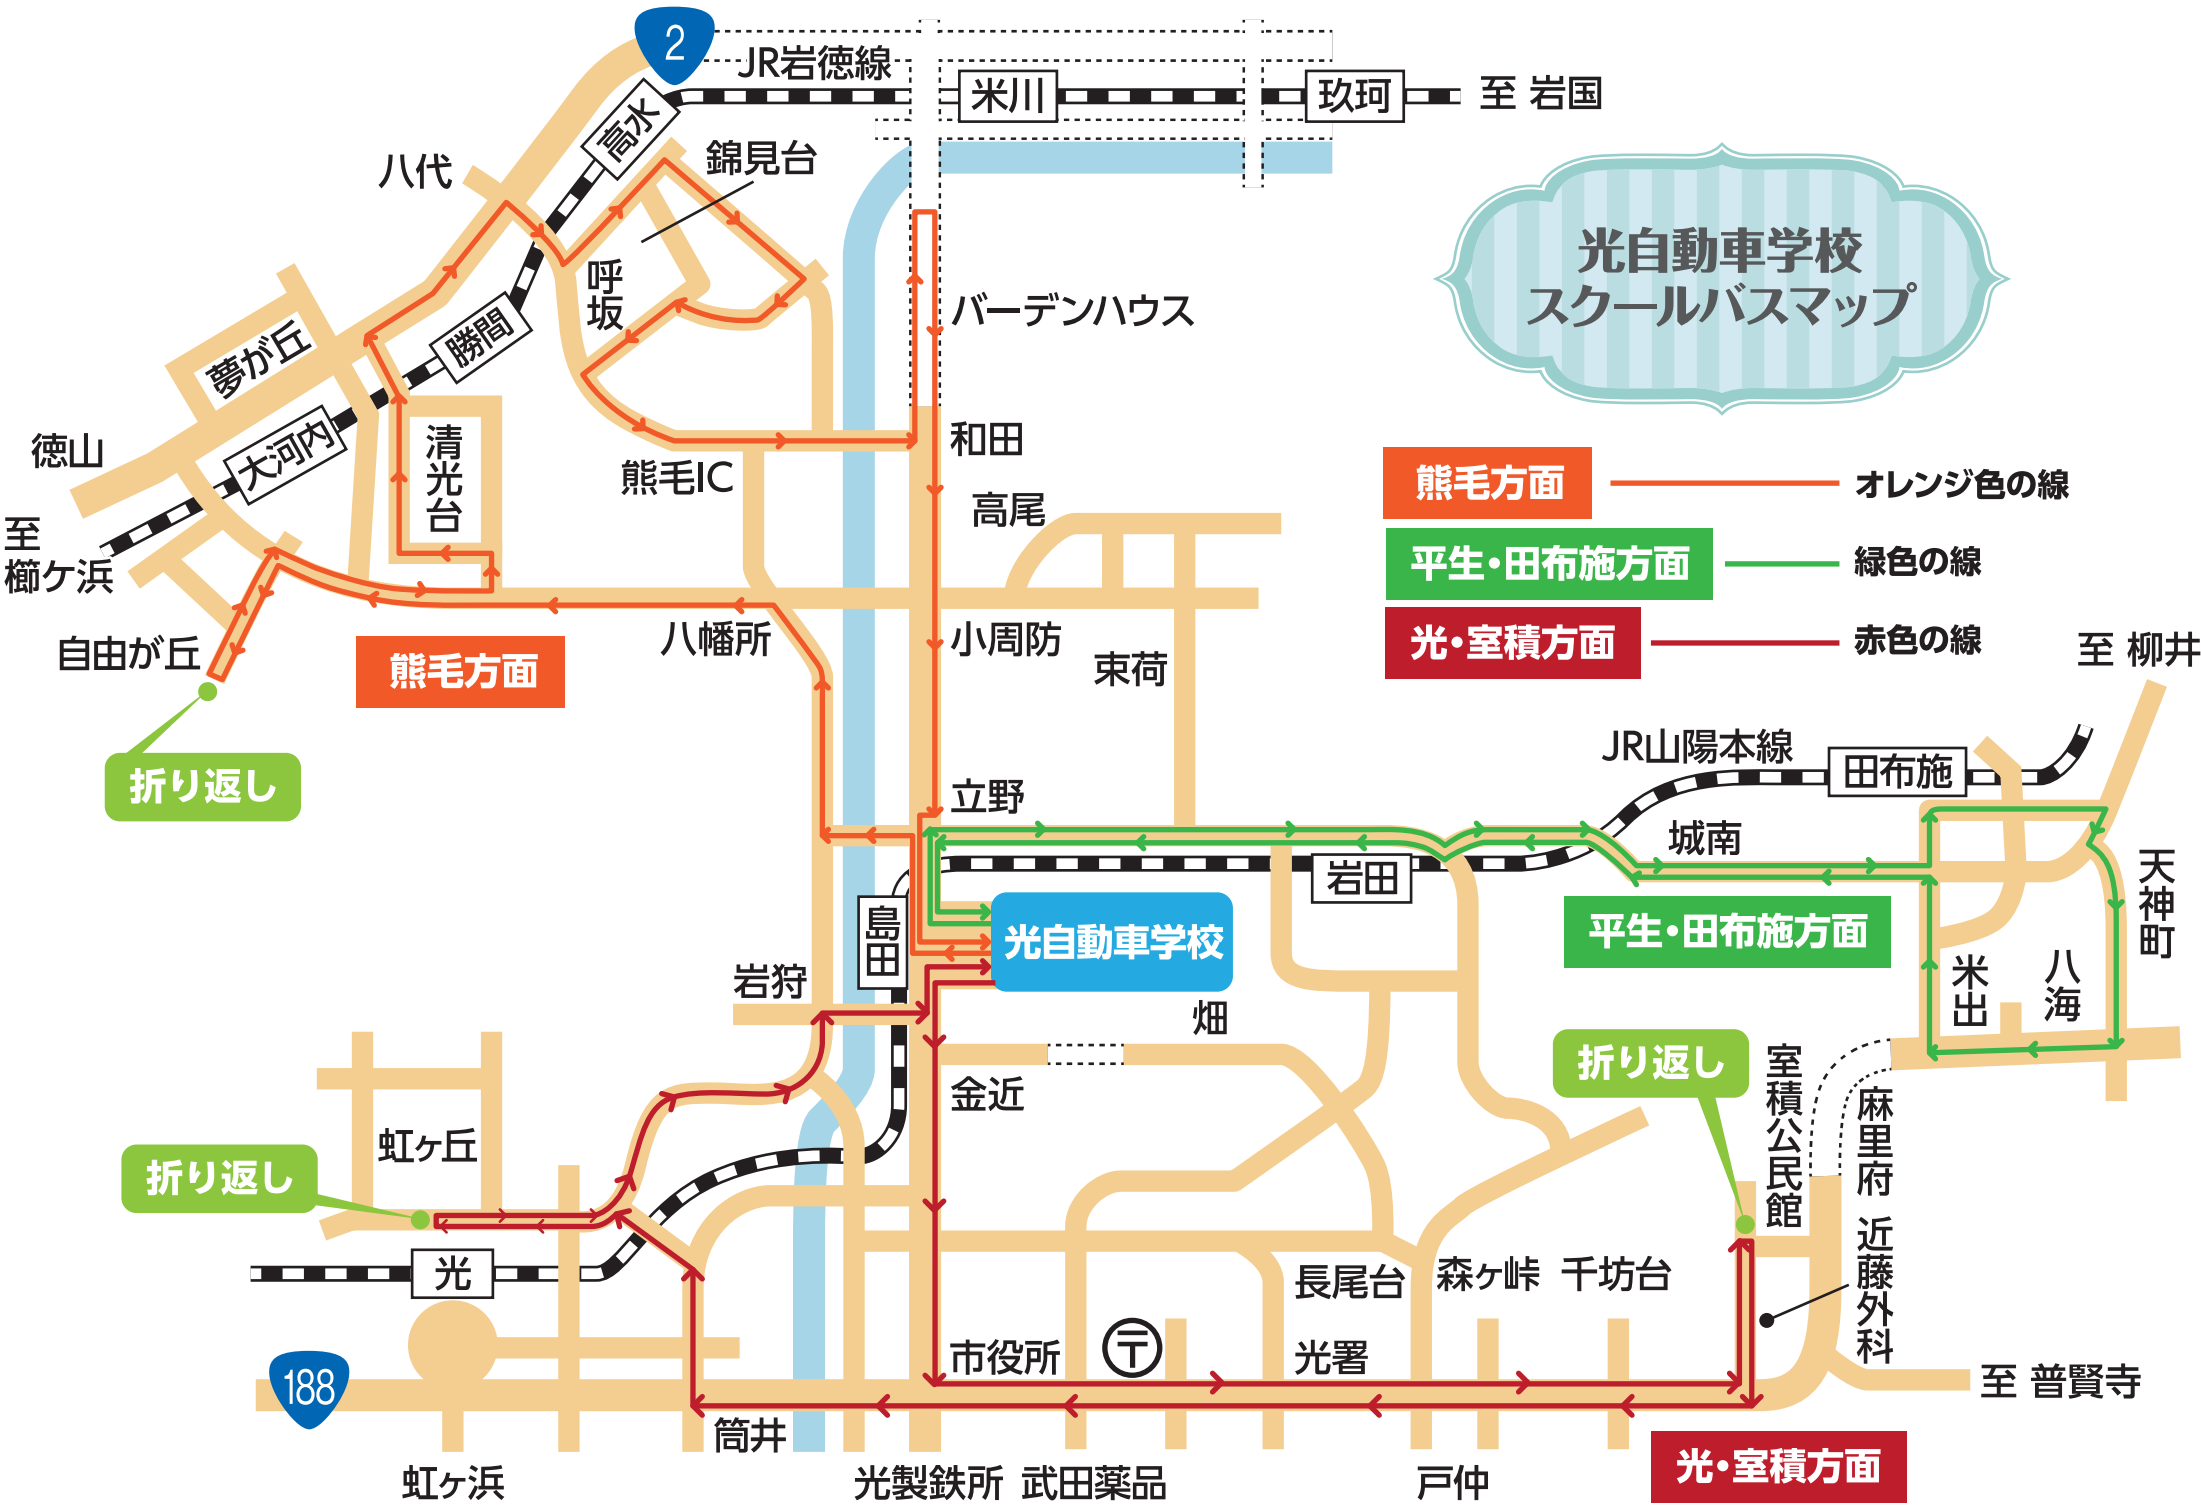 2
JR岩徳線
米川
玖珂
至 岩国
高水
八代
錦見台
光自動車学校
スクールバスマップ
呼坂
バーデンハウス
勝間
夢が丘
大河内
徳山
清光台
熊毛IC
和田
高尾
熊毛方面
オレンジ色の線
平生・田布施方面
緑色の線
光・室積方面
赤色の線
至
櫛ケ浜
自由が丘
熊毛方面
八幡所
小周防
束荷
至 柳井
折り返し
立野
JR山陽本線
田布施
城南
岩田
天神町
島田
光自動車学校
平生・田布施方面
岩狩
畑
米出
八海
折り返し
室積公民館
麻里府
金近
虹ヶ丘
折り返し
光
長尾台
森ヶ峠
千坊台
近藤外科
市役所
〒
光署
188
至 普賢寺
筒井
虹ヶ浜
光製鉄所
武田薬品
戸仲
光・室積方面